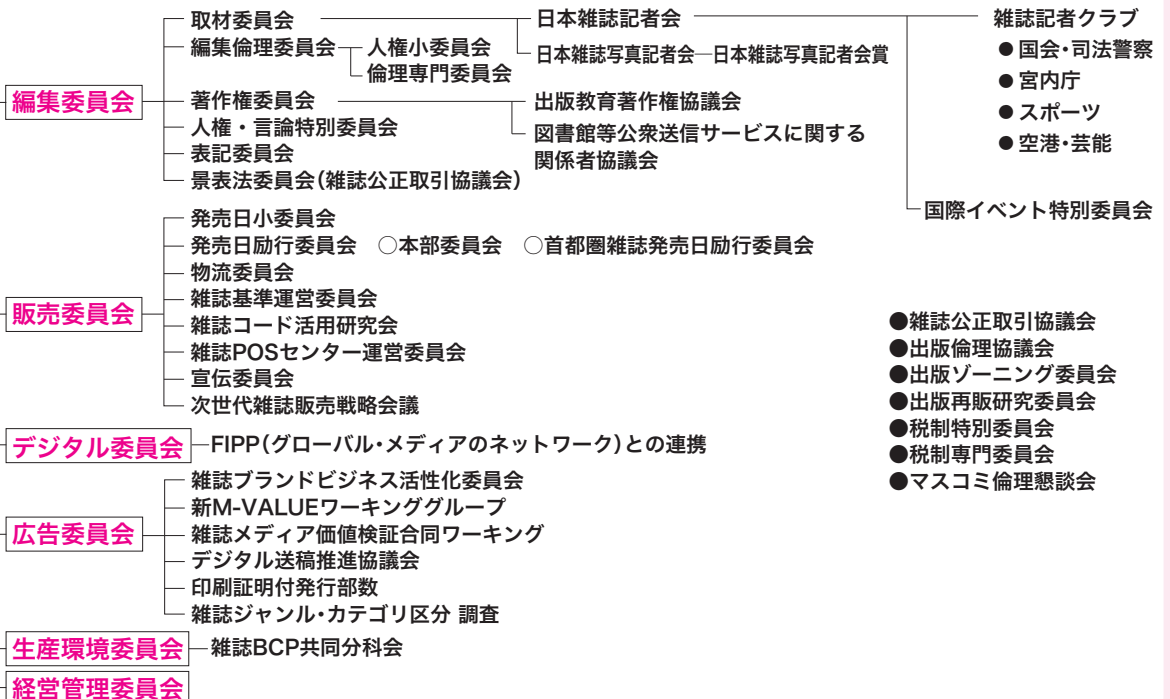 編集委員会
取材委員会
日本雑誌記者会
雑誌記者クラブ
●国会・司法警察
●宮内庁
●スポーツ
●空港・芸能
国際イベント特別委員会
日本雑誌写真記者会
日本雑誌写真記者会賞
編集倫理委員会
人権小委員会
倫理専門委員会
著作権委員会
出版教育著作権協議会
図書館等公衆送信サービスに関する
関係者協議会
人権・言論特別委員会
表記委員会
景表法委員会(雑誌公正取引協議会)
販売委員会
発売日小委員会
発売日励行委員会 ○本部委員会 ○首都圏雑誌発売日励行委員会
物流委員会
雑誌基準運営委員会
雑誌コード活用研究会
雑誌POSセンター運営委員会
宣伝委員会
次世代雑誌販売戦略会議
デジタル委員会
FIPP(グローバル・メディアのネットワーク)との連携
広告委員会
雑誌ブランドビジネス活性化委員会
新M-VALUEワーキンググループ
雑誌メディア価値検証合同ワーキング
デジタル送稿推進協議会
印刷証明付発行部数
雑誌ジャンル・カテゴリ区分 調査
生産環境委員会
雑誌BCP共同分科会
経営管理委員会
●雑誌公正取引協議会
●出版倫理協議会
●出版ゾーニング委員会
●出版再販研究委員会
●税制特別委員会
●税制専門委員会
●マスコミ倫理懇談会